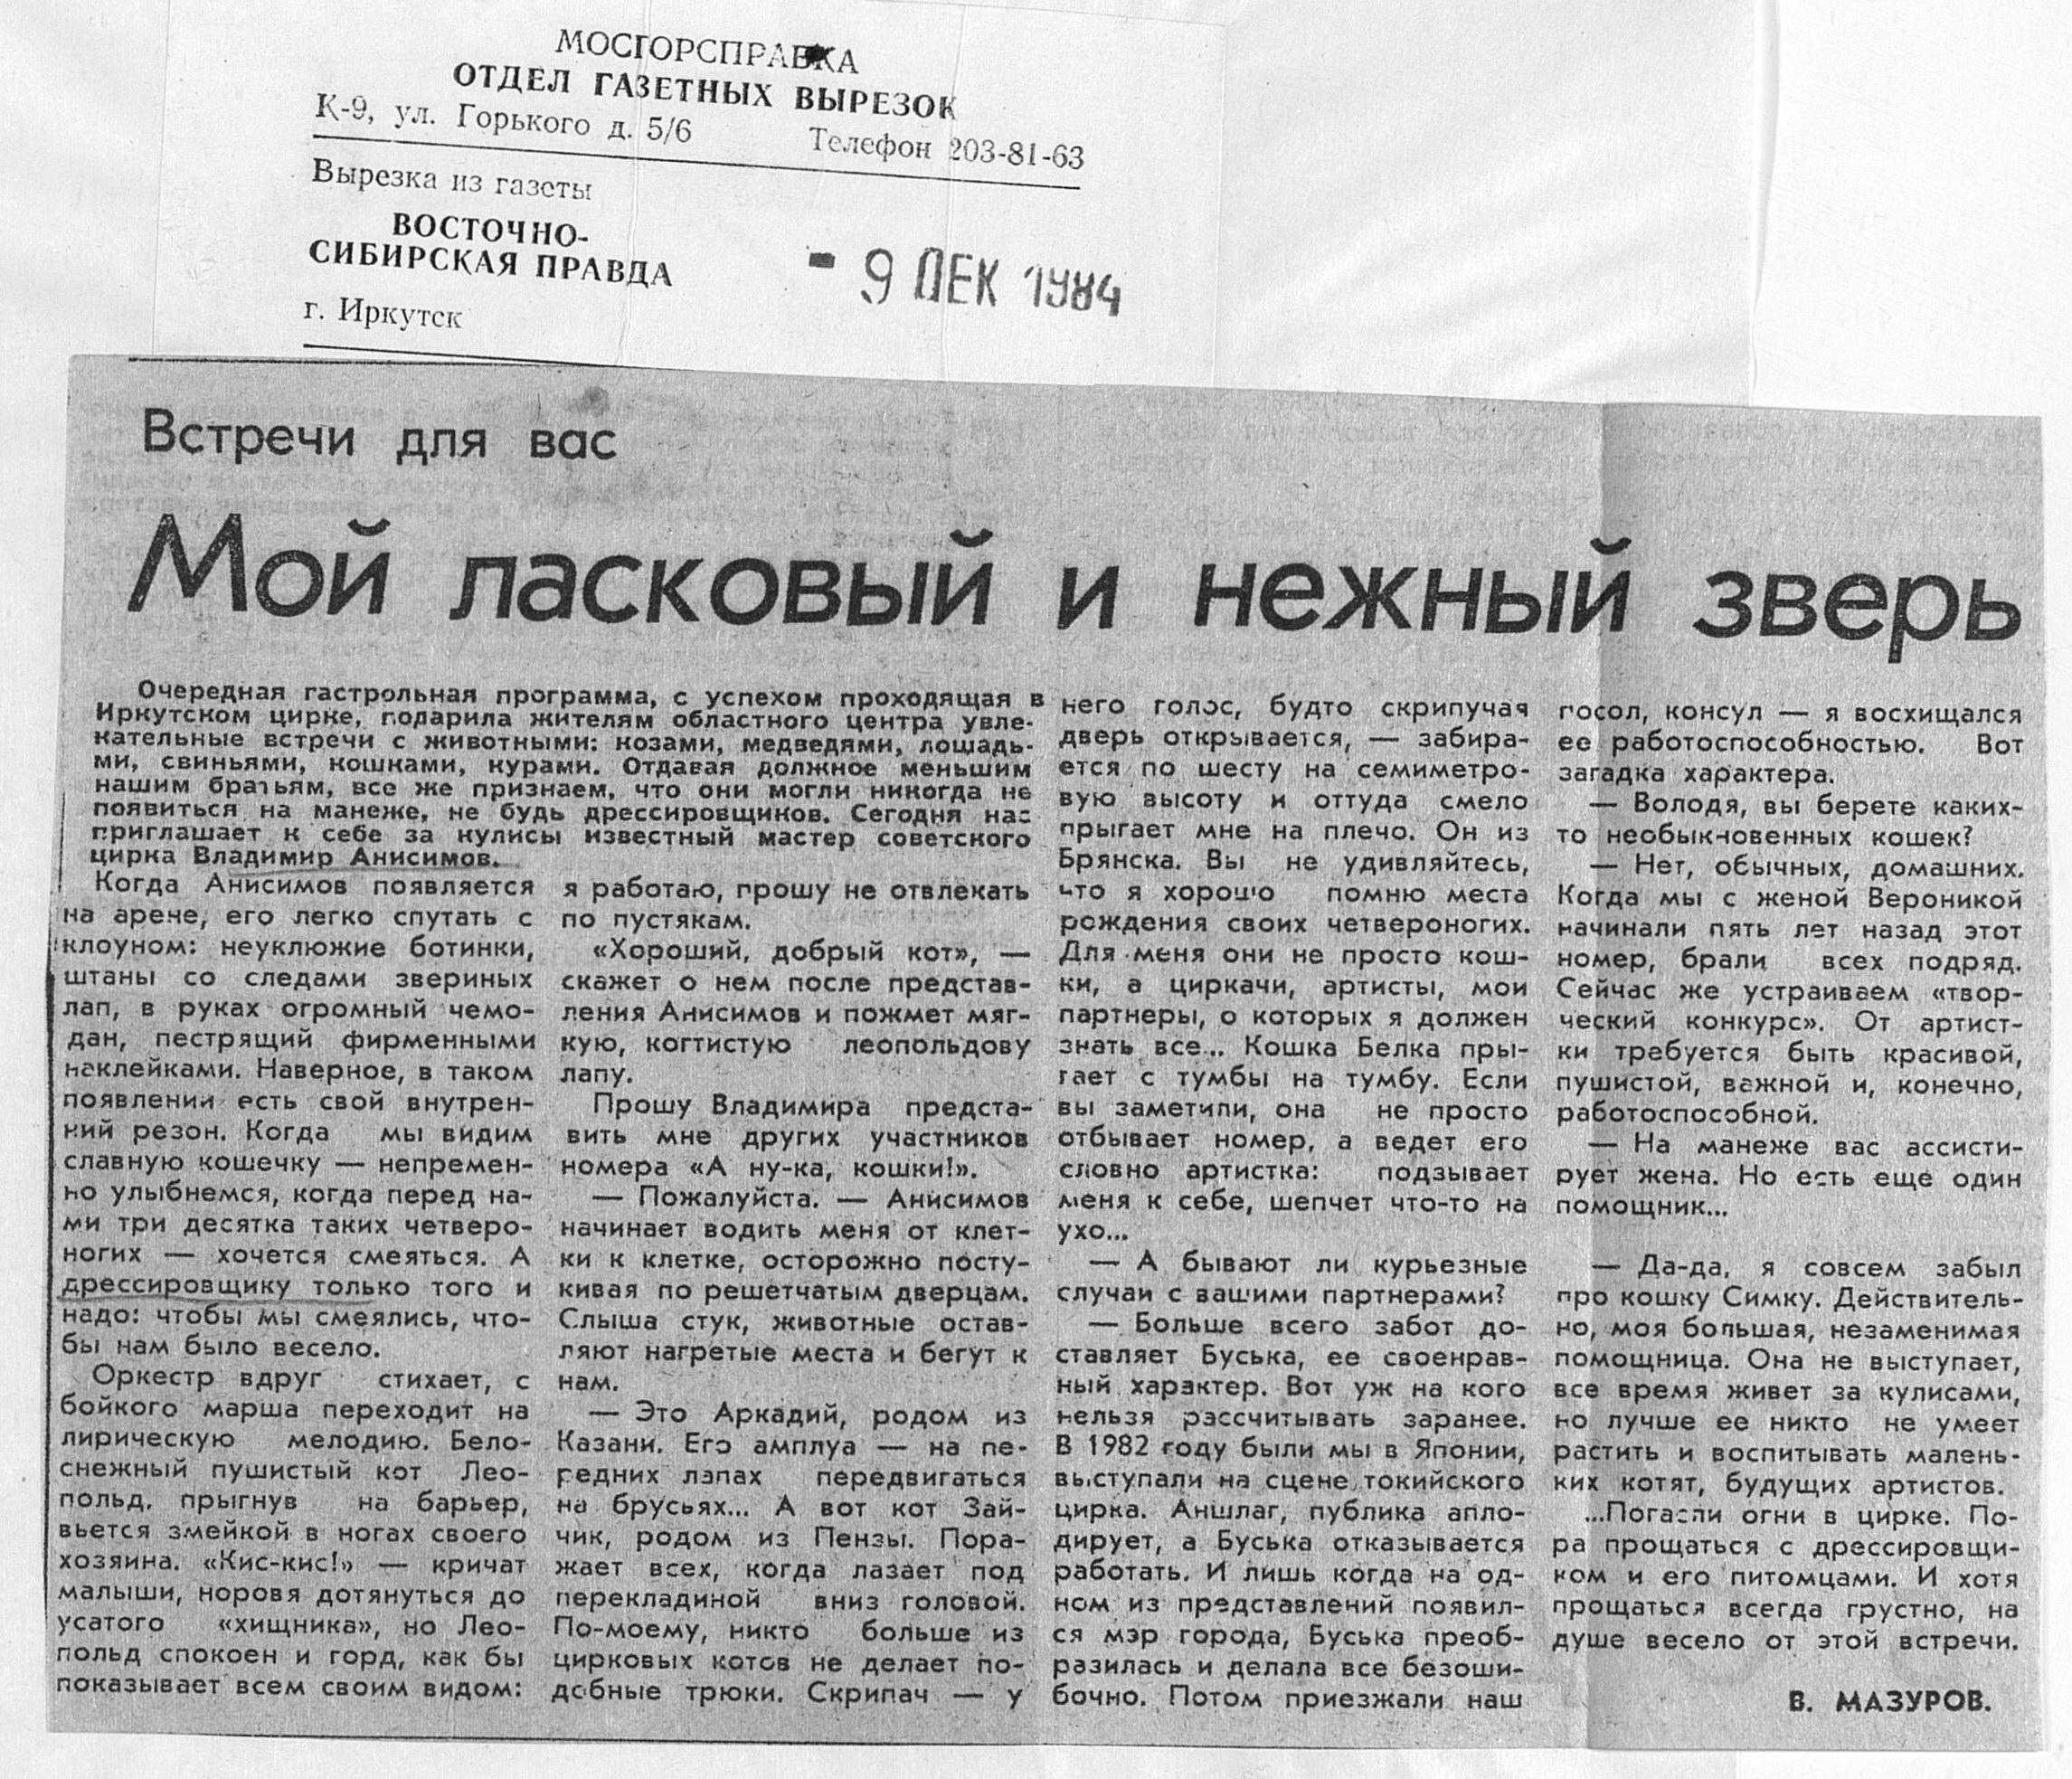 МОСГОРСПРАВКА
ОТДЕЛ ГАЗЕТНЫХ ВЫРЕЗОК
К-9, ул. Горького д. 5/6 Телефон 203-81-63
Вырезка из газеты
ВОСТОЧНО-
СИБИРСКАЯ ПРАВДА
г. Иркутск
- 9 ДЕК 1984
Встречи для вас
Мой ласковый и нежный зверь
Очередная гастрольная программа, с успехом проходящая в
Иркутском цирке, подарила жителям областного центра увле-
кательные встречи с животными: козами, медведями, лошадь-
ми, свиньями, кошками, курами. Отдавая должное меньшим
нашим братьям, все же признаем, что они могли никогда не
появиться на манеже, не будь дрессировщиков. Сегодня нас
приглашает к себе за кулисы известный мастер советского
цирка Владимир Анисимов.
Когда Анисимов появляется
на арене, его легко спутать с
клоуном: неуклюжие ботинки,
штаны со следами звериных
лап, в руках огромный чемо-
дан, пестрящий фирменными
наклейками. Наверное, в таком
появлении есть свой внутрен-
ний резон. Когда мы видим
славную кошечку — непремен-
но улыбнемся, когда перед на-
ми три десятка таких четверо-
ногих — хочется смеяться. А
дрессировщику только того и
надо: чтобы мы смеялись, что-
бы нам было весело.
Оркестр вдруг стихает, с
бойкого марша переходит на
лирическую мелодию. Бело-
снежный пушистый кот Лео-
польд, прыгнув на барьер,
вьется змейкой в ногах своего
хозяина. «Кис-кис!» — кричат
малыши, норовя дотянуться до
усатого «хищника», но Лео-
польд спокоен и горд, как бы
показывает всем своим видом:
я работаю, прошу не отвлекать
по пустякам.
«Хороший, добрый кот», —
скажет о нем после представ-
ления Анисимов и пожмет мяг-
кую, когтистую леопольдову
лапу.
Прошу Владимира предста-
вить мне других участников
номера «А ну-ка, кошки!».
— Пожалуйста. — Анисимов
начинает водить меня от клет-
ки к клетке, осторожно посту-
кивая по решетчатым дверцам.
Слыша стук, животные остав-
ляют нагретые места и бегут к
нам.
— Это Аркадий, родом из
Казани. Его амплуа — на пе-
редних лапах передвигаться
на брусьях... А вот кот Зай-
чик, родом из Пензы. Пора-
жает всех, когда лазает под
перекладиной вниз головой.
По-моему, никто больше из
цирковых котов не делает по-
добные трюки. Скрипач — у
него голос, будто скрипучая
дверь открывается, — забира-
ется по шесту на семиметро-
вую высоту и оттуда смело
прыгает мне на плечо. Он из
Брянска. Вы не удивляйтесь,
что я хорошо помню места
рождения своих четвероногих.
Для меня они не просто кош-
ки, а циркачи, артисты, мои
партнеры, о которых я должен
знать все... Кошка Белка пры-
гает с тумбы на тумбу. Если
вы заметили, она не просто
отбывает номер, а ведет его
словно артистка: подзывает
меня к себе, шепчет что-то на
ухо...
— А бывают ли курьезные
случаи с вашими партнерами?
— Больше всего забот до-
ставляет Буська, ее своенрав-
ный характер. Вот уж на кого
нельзя рассчитывать заранее.
В 1982 году были мы в Японии,
выступали на сцене токийского
цирка. Аншлаг, публика апло-
дирует, а Буська отказывается
работать. И лишь когда на од-
ном из представлений появил-
ся мэр города, Буська преоб-
разилась и делала все безоши-
бочно. Потом приезжали наш
посол, консул — я восхищался
ее работоспособностью. Вот
загадка характера.
— Володя, вы берете каких-
то необыкновенных кошек?
— Нет, обычных, домашних.
Когда мы с женой Вероникой
начинали пять лет назад этот
номер, брали всех подряд.
Сейчас же устраиваем «твор-
ческий конкурс». От артист-
ки требуется быть красивой,
пушистой, важной и, конечно,
работоспособной.
— На манеже вас ассисти-
рует жена. Но есть еще один
помощник...
— Да-да, я совсем забыл
про кошку Симку. Действитель-
но, моя большая, незаменимая
помощница. Она не выступает,
все время живет за кулисами,
но лучше ее никто не умеет
растить и воспитывать малень-
ких котят, будущих артистов.
...Погасли огни в цирке. По-
ра прощаться с дрессировщи-
ком и его питомцами. И хотя
прощаться всегда грустно, на
душе весело от этой встречи.
В. МАЗУРОВ.